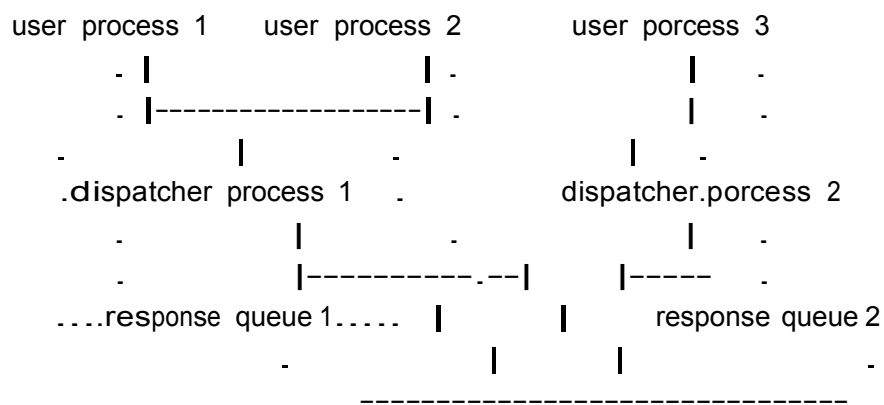 user process 1 user process 2 user porcess 3
. | | . | .
. |-------------------| . | .
. | . | .
.dispatcher process 1 . dispatcher.porcess 2
. | . | .
. |----------.--| |----- .
....response queue 1..... | | response queue 2
. | | .
--------------------------------